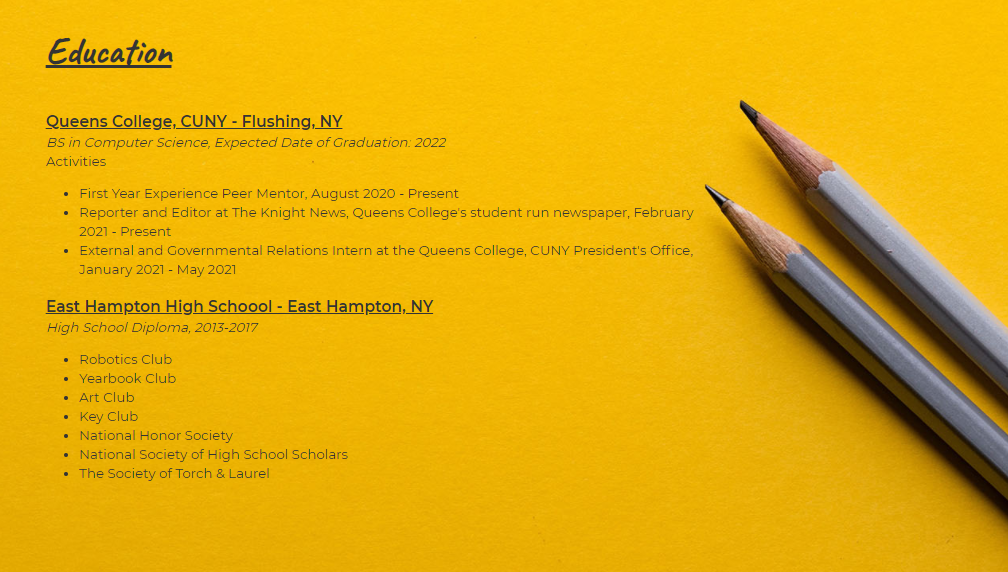 Education
Queens College, CUNY - Flushing, NY
BS in Computer Science, Expected Date of Graduation: 2022
Activities
First Year Experience Peer Mentor, August 2020 - Present
Reporter and Editor at The Knight News, Queens College's student run newspaper, February
2021 - Present
External and Governmental Relations Intern at the Queens College, CUNY President's Office,
January 2021 - May 2021
East Hampton High Schoool - East Hampton, NY
High School Diploma, 2013-2017
Robotics Club
Yearbook Club
Art Club
Key Club
National Honor Society
National Society of High School Scholars
The Society of Torch & Laurel